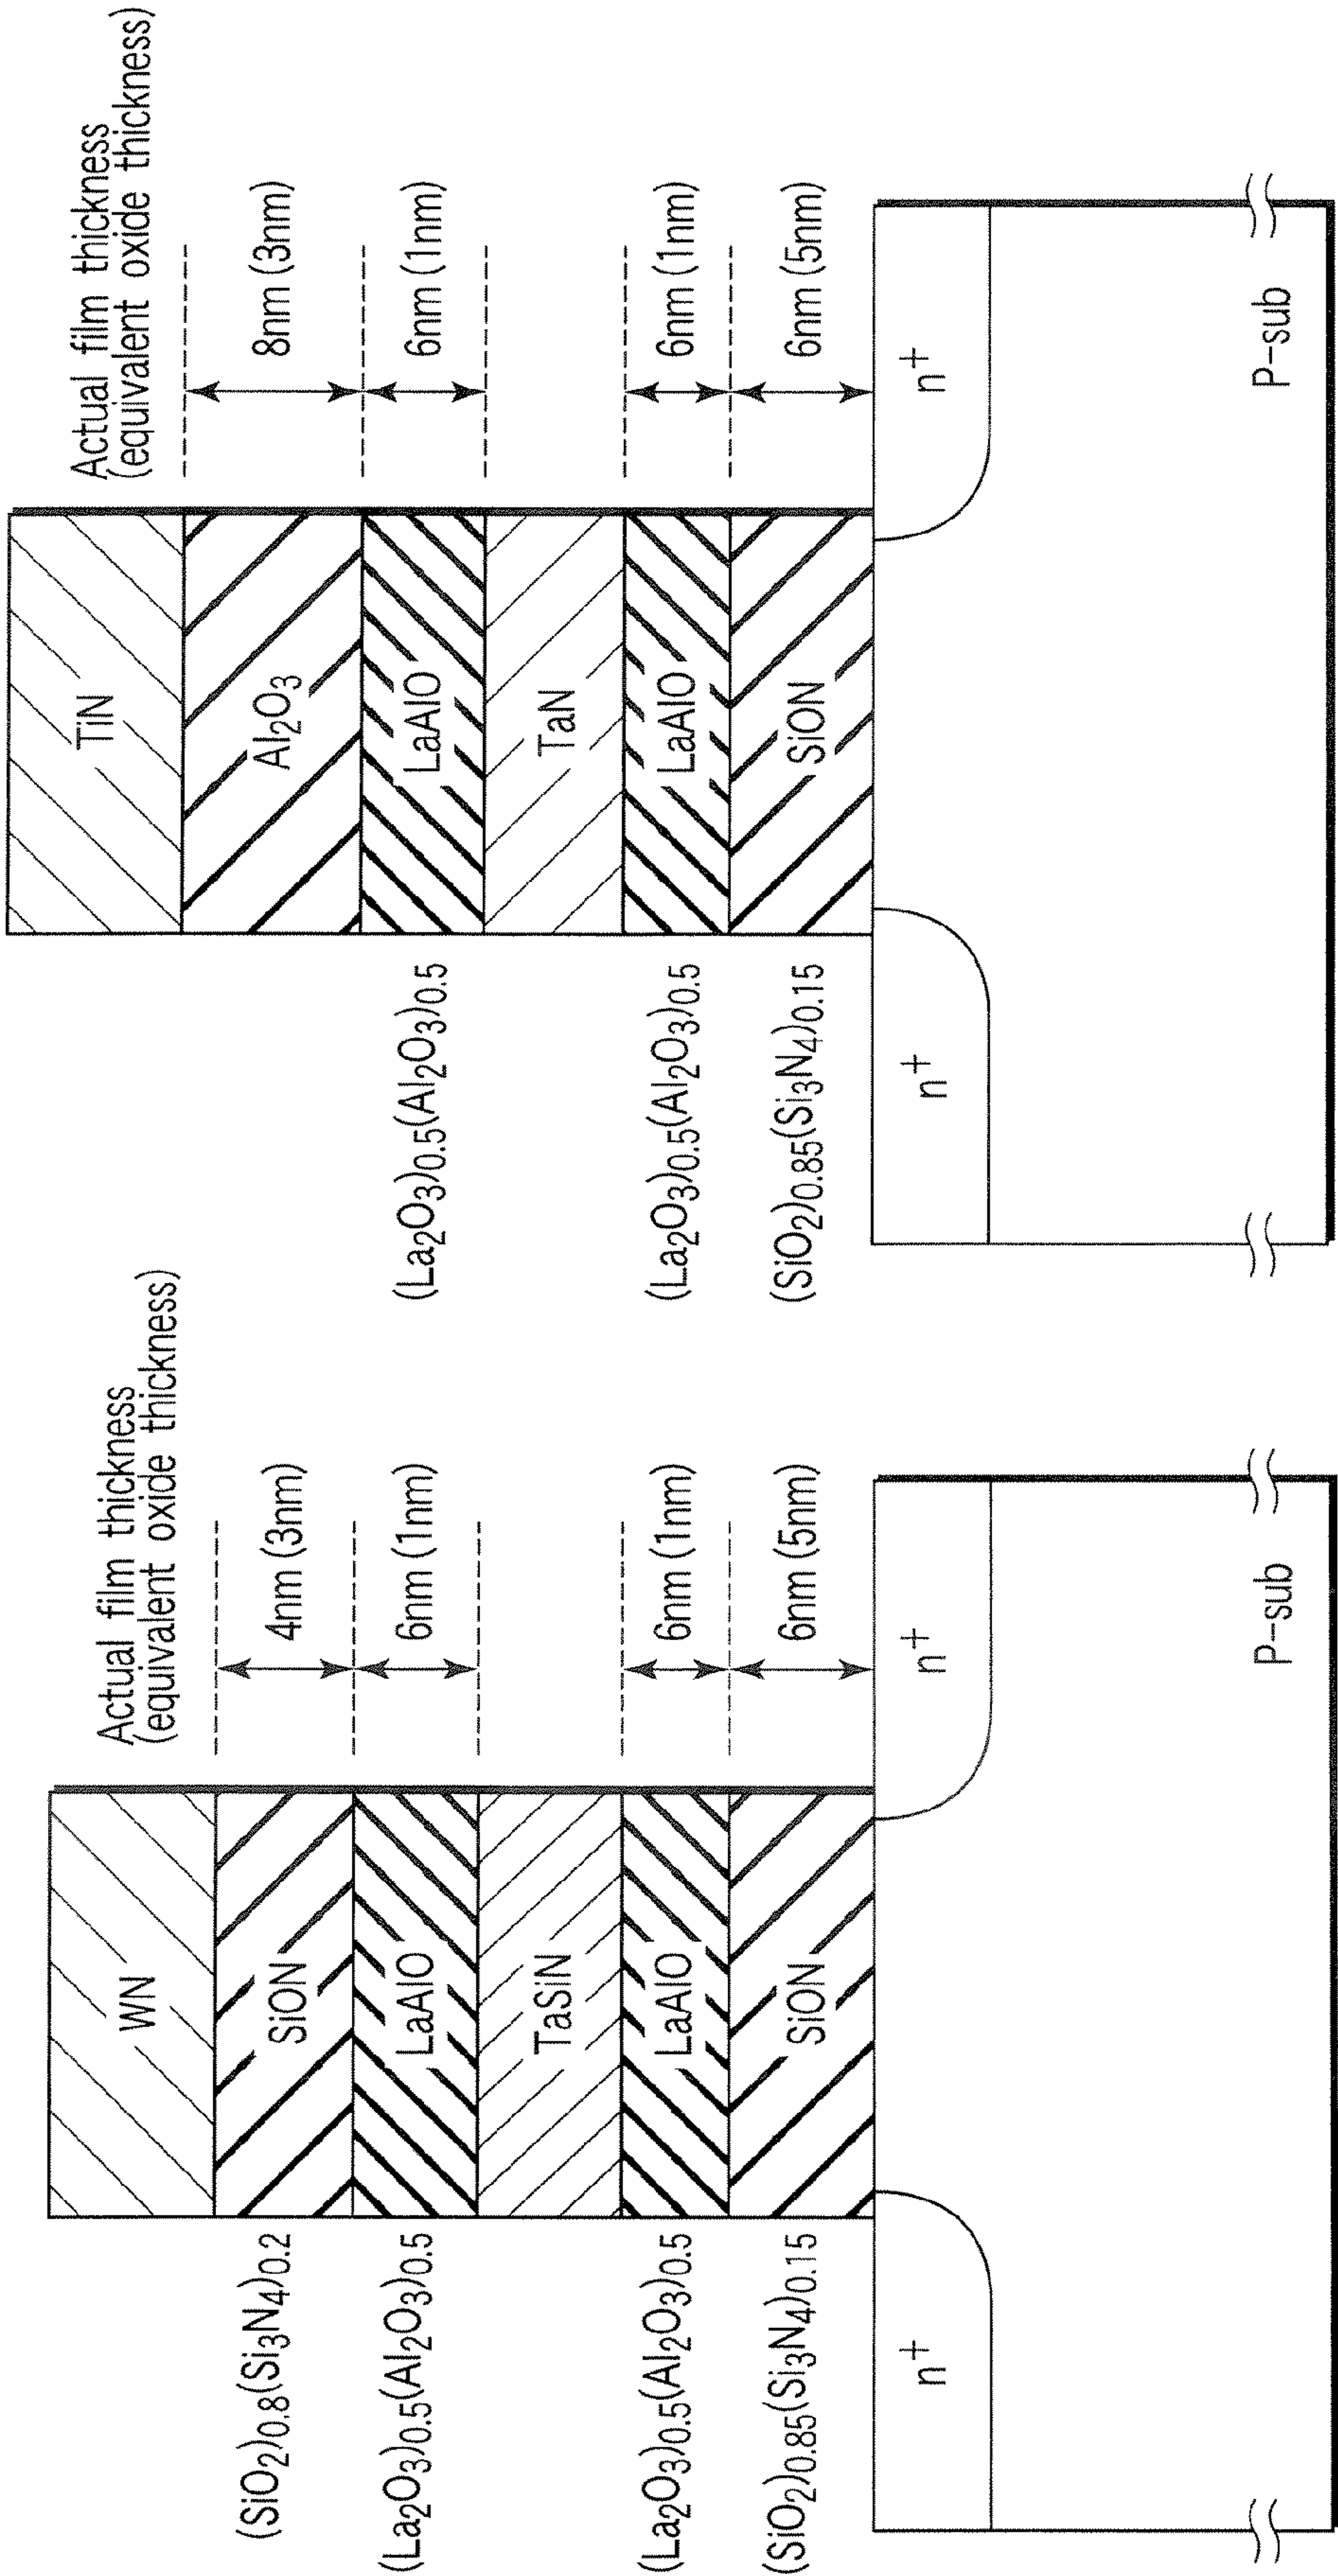 Actual film thickness
(equivalent oxide thickness)
WN
(SiO₂)₀.₈(Si₃N₄)₀.₂
SiON
4nm (3nm)
(La₂O₃)₀.₅(Al₂O₃)₀.₅
LaAlO
6nm (1nm)
TaSiN
(La₂O₃)₀.₅(Al₂O₃)₀.₅
LaAlO
6nm (1nm)
(SiO₂)₀.₈₅(Si₃N₄)₀.₁₅
SiON
6nm (5nm)
n⁺
n⁺
P-sub
Actual film thickness
(equivalent oxide thickness)
TiN
Al₂O₃
8nm (3nm)
(La₂O₃)₀.₅(Al₂O₃)₀.₅
LaAlO
6nm (1nm)
TaN
(La₂O₃)₀.₅(Al₂O₃)₀.₅
LaAlO
6nm (1nm)
(SiO₂)₀.₈₅(Si₃N₄)₀.₁₅
SiON
6nm (5nm)
n⁺
n⁺
P-sub